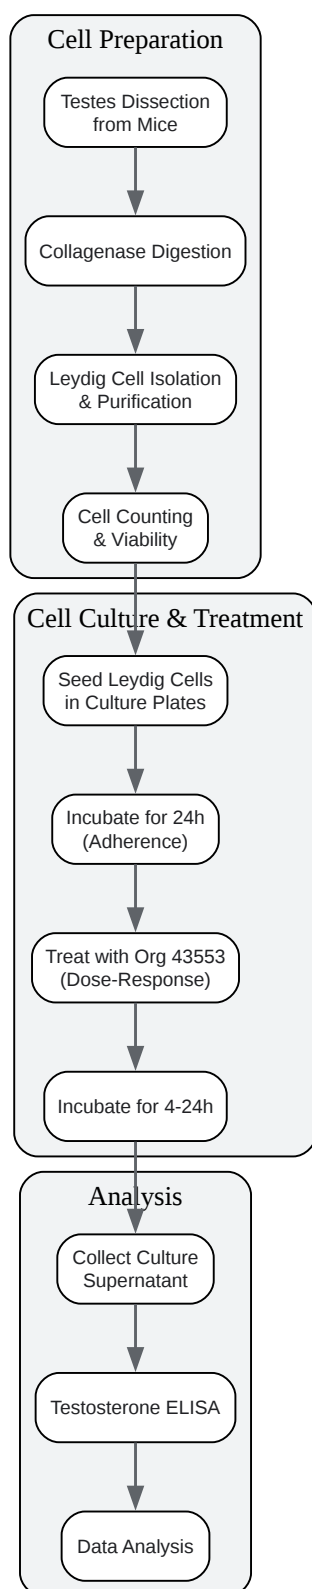 Cell Preparation
Testes Dissection
from Mice
Collagenase Digestion
Leydig Cell Isolation
& Purification
Cell Counting
& Viability
Cell Culture & Treatment
Seed Leydig Cells
in Culture Plates
Incubate for 24h
(Adherence)
Treat with Org 43553
(Dose-Response)
Incubate for 4-24h
Analysis
Collect Culture
Supernatant
Testosterone ELISA
Data Analysis